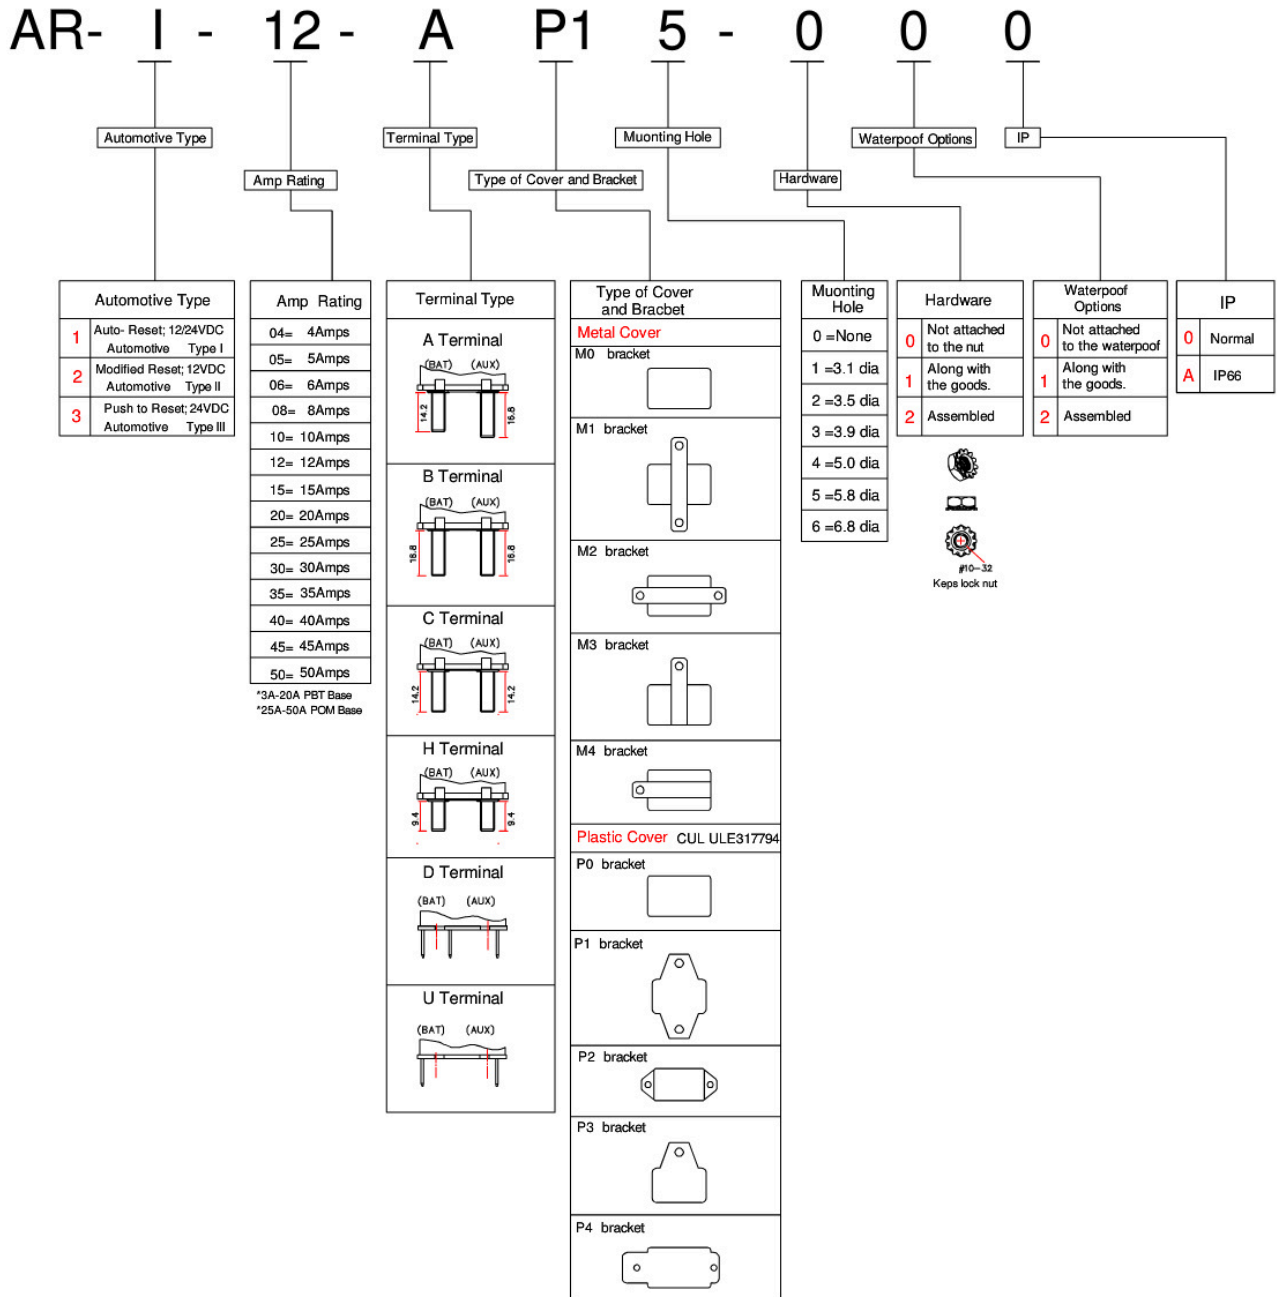 AR- I - 12 - A P1 5 - 0 0 0
Automotive Type
Terminal Type
Muonting Hole
Waterpoof Options
IP
Amp Rating
Type of Cover and Bracket
Hardware
Automotive Type
1 Auto- Reset; 12/24VDC
Automotive Type I
2 Modified Reset; 12VDC
Automotive Type II
3 Push to Reset; 24VDC
Automotive Type III
Amp Rating
04= 4Amps
05= 5Amps
06= 6Amps
08= 8Amps
10= 10Amps
12= 12Amps
15= 15Amps
20= 20Amps
25= 25Amps
30= 30Amps
35= 35Amps
40= 40Amps
45= 45Amps
50= 50Amps
*3A-20A PBT Base
*25A-50A POM Base
Terminal Type
A Terminal
(BAT) (AUX)
14.2 16.8
B Terminal
(BAT) (AUX)
16.8 16.8
C Terminal
(BAT) (AUX)
14.2 14.2
H Terminal
(BAT) (AUX)
9.4 9.4
D Terminal
(BAT) (AUX)
U Terminal
(BAT) (AUX)
Type of Cover
and Bracbet
Metal Cover
M0 bracket
M1 bracket
M2 bracket
M3 bracket
M4 bracket
Plastic Cover CUL ULE317794
P0 bracket
P1 bracket
P2 bracket
P3 bracket
P4 bracket
Muonting
Hole
0 =None
1 =3.1 dia
2 =3.5 dia
3 =3.9 dia
4 =5.0 dia
5 =5.8 dia
6 =6.8 dia
Hardware
0 Not attached
to the nut
1 Along with
the goods.
2 Assembled
#10-32
Keps lock nut
Waterpoof
Options
0 Not attached
to the waterpoof
1 Along with
the goods.
2 Assembled
IP
0 Normal
A IP66